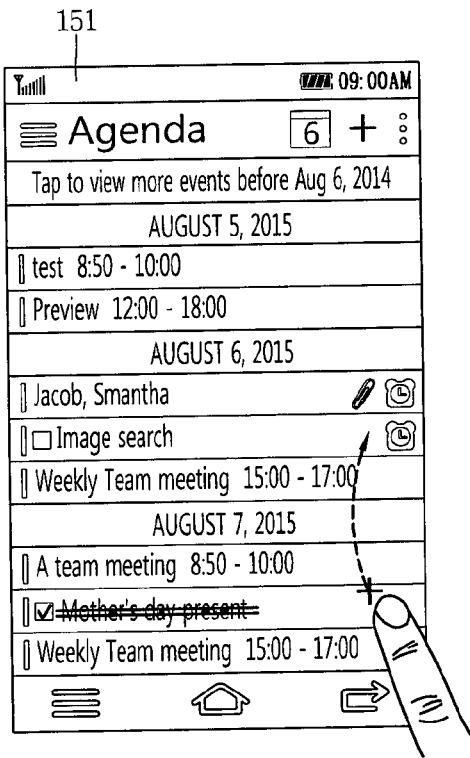 151
09:00AM
Agenda 6 +
Tap to view more events before Aug 6, 2014
AUGUST 5, 2015
test 8:50 - 10:00
Preview 12:00 - 18:00
AUGUST 6, 2015
Jacob, Smantha
Image search
Weekly Team meeting 15:00 - 17:00
AUGUST 7, 2015
A team meeting 8:50 - 10:00
Mother's day present
Weekly Team meeting 15:00 - 17:00